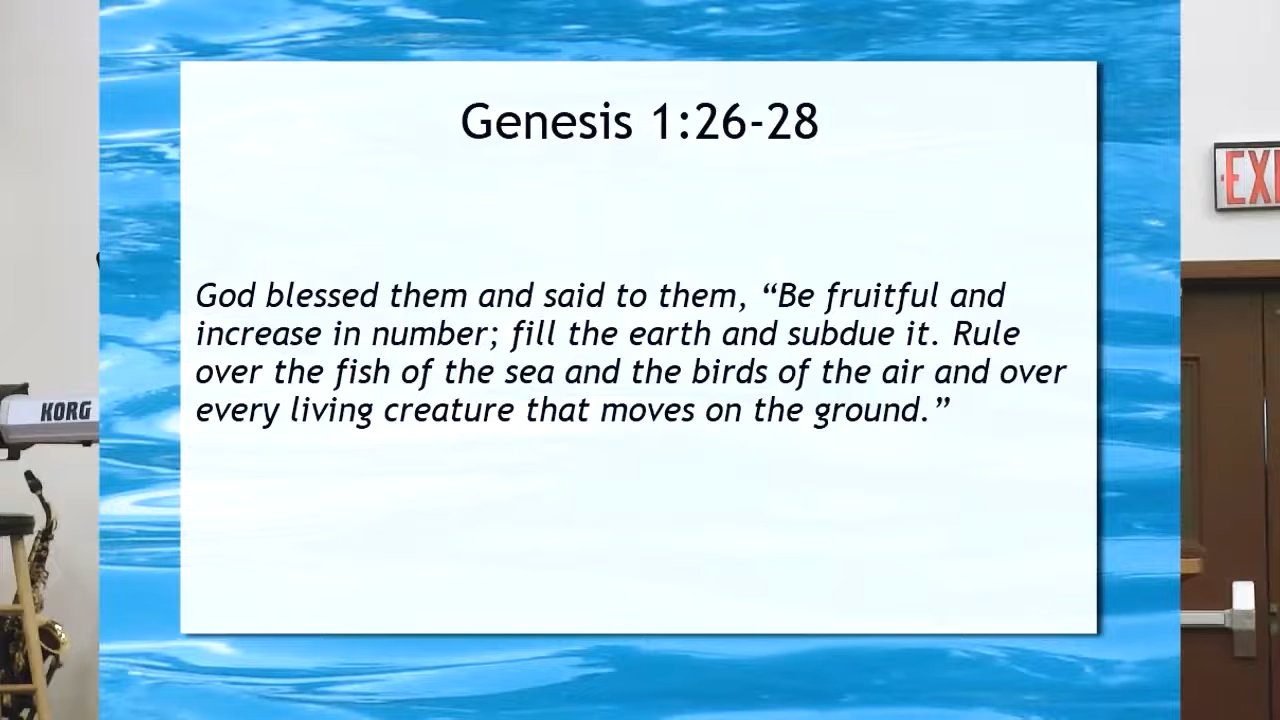 Genesis 1:26-28
God blessed them and said to them, “Be fruitful and
increase in number; fill the earth and subdue it. Rule
over the fish of the sea and the birds of the air and over
every living creature that moves on the ground.”
KORG
EXI